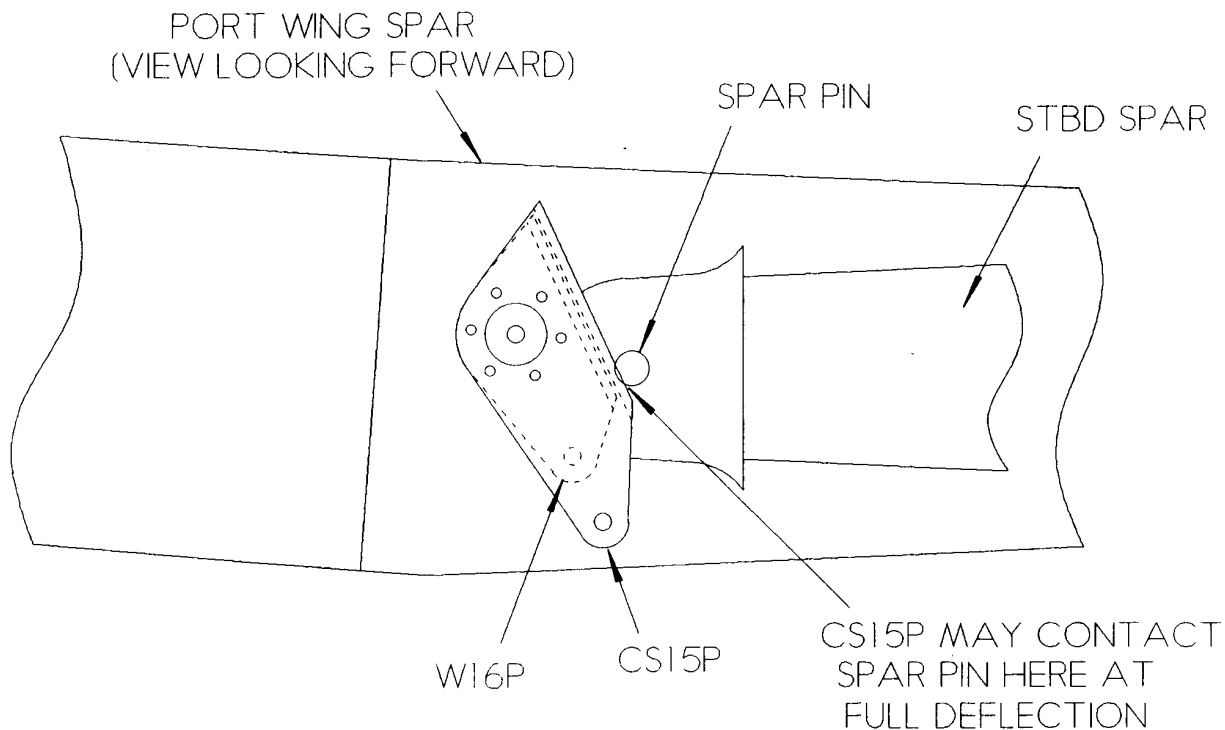 PORT WING SPAR
(VIEW LOOKING FORWARD)
SPAR PIN
STBD SPAR
W16P
CS15P
CS15P MAY CONTACT
SPAR PIN HERE AT
FULL DEFLECTION